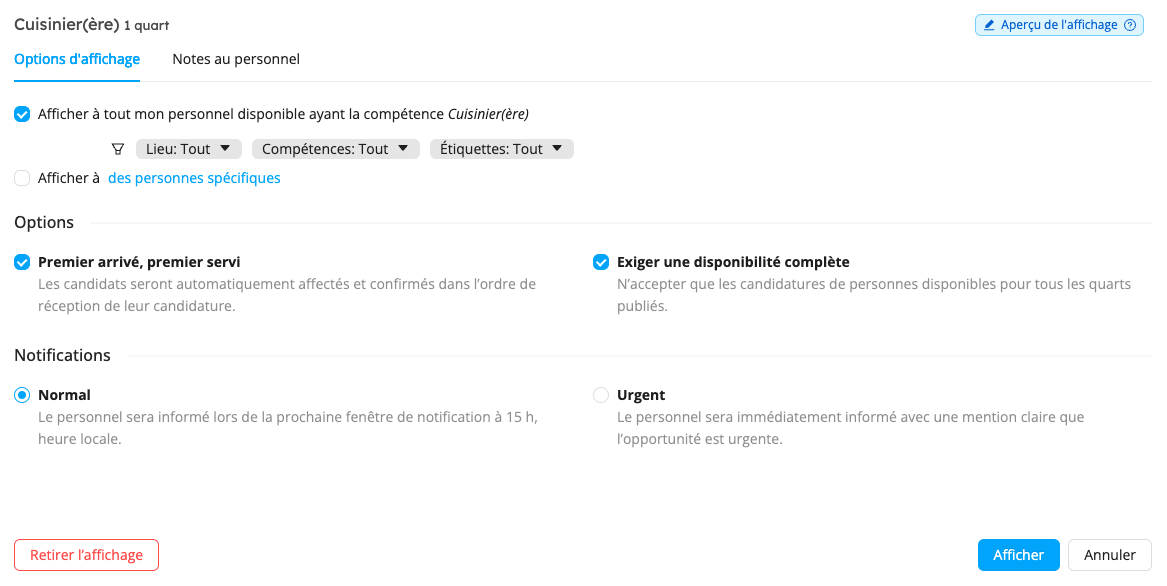 Cuisinier(ère) 1 quart
Aperçu de l'affichage
Options d'affichage
Notes au personnel
Afficher à tout mon personnel disponible ayant la compétence Cuisinier(ère)
Lieu: Tout
Compétences: Tout
Étiquettes: Tout
Afficher à des personnes spécifiques
Options
Premier arrivé, premier servi
Les candidats seront automatiquement affectés et confirmés dans l’ordre de
réception de leur candidature.
Exiger une disponibilité complète
N’accepter que les candidatures de personnes disponibles pour tous les quarts
publiés.
Notifications
Normal
Le personnel sera informé lors de la prochaine fenêtre de notification à 15 h,
heure locale.
Urgent
Le personnel sera immédiatement informé avec une mention claire que
l’opportunité est urgente.
Retirer l’affichage
Afficher
Annuler